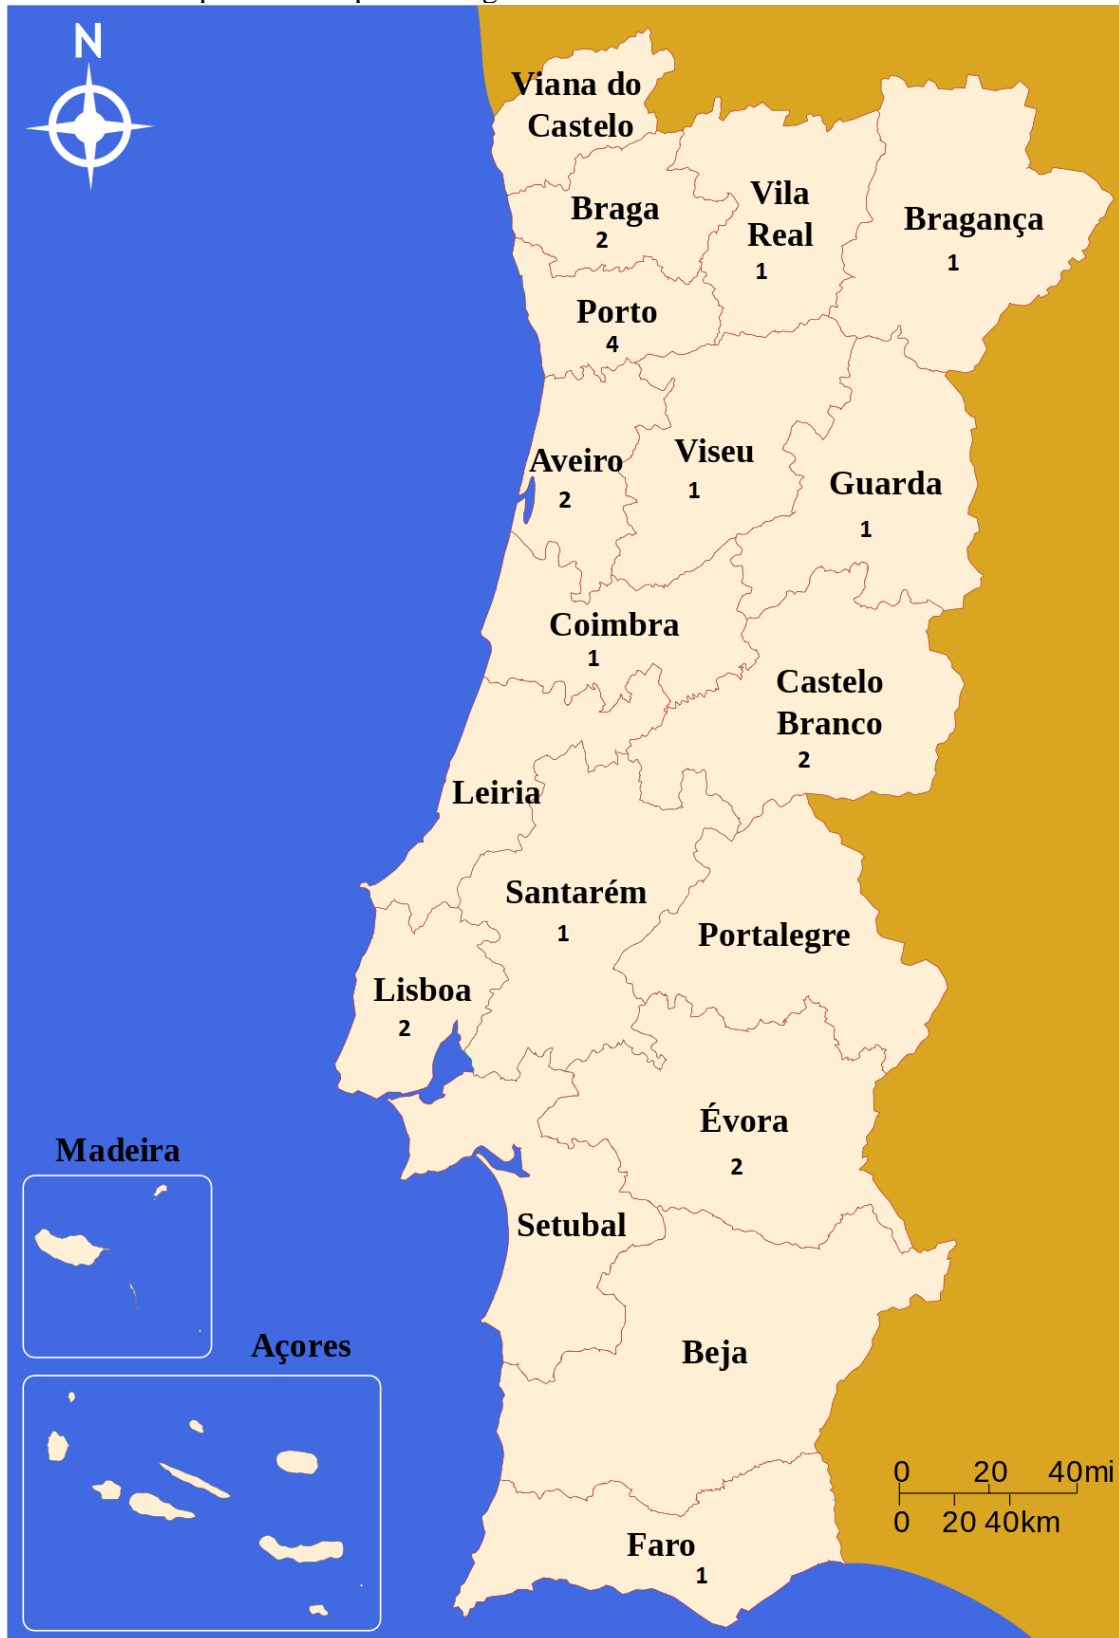 N
Viana do
Castelo
Braga
2
Vila
Real
1
Bragança
1
Porto
4
Aveiro
2
Viseu
1
Guarda
1
Coimbra
1
Castelo
Branco
2
Leiria
Santarém
1
Portalegre
Lisboa
2
Évora
2
Madeira
Setubal
Açores
Beja
0 20 40mi
0 20 40km
Faro
1